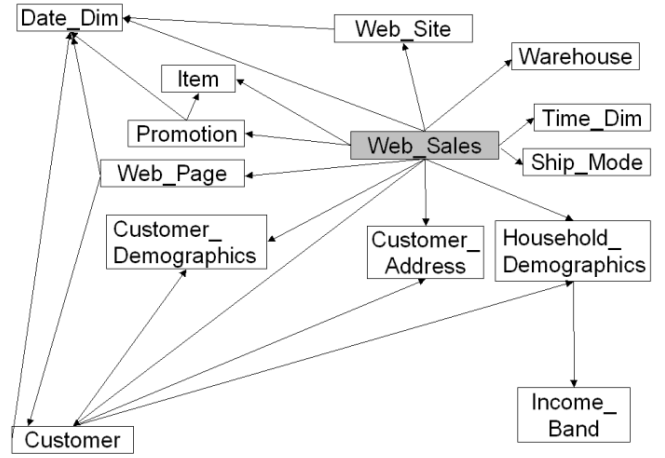 Date_Dim
Web_Site
Warehouse
Item
Time_Dim
Promotion
Web_Sales
Ship_Mode
Web_Page
Customer_
Demographics
Customer_
Address
Household_
Demographics
Income_
Band
Customer